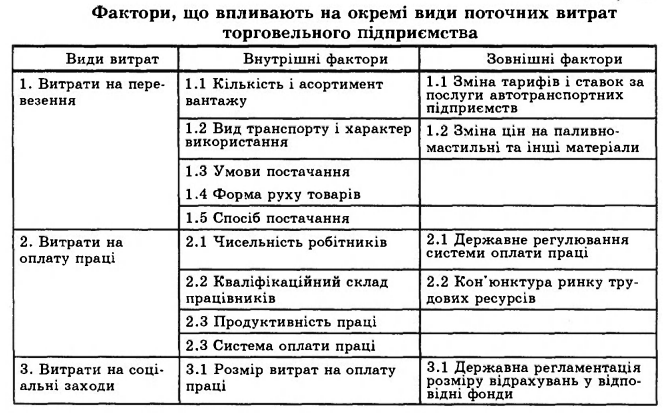 Фактори, що впливають на окремі види поточних витрат
торговельного підприємства
Види витрат
Внутрішні фактори
Зовнішні фактори
1. Витрати на пере-
везення
1.1 Кількість і асортимент
вантажу
1.1 Зміна тарифів і ставок за
послуги автотранспортних
підприємств
1.2 Вид транспорту і характер
використання
1.2 Зміна цін на паливно-
мастильні та інші матеріали
1.3 Умови постачання
1.4 Форма руху товарів
1.5 Спосіб постачання
2. Витрати на
оплату праці
2.1 Чисельність робітників
2.1 Державне регулювання
системи оплати праці
2.2 Кваліфікаційний склад
працівників
2.2 Кон'юнктура ринку тру-
дових ресурсів
2.3 Продуктивність праці
2.3 Система оплати праці
3. Витрати на соці-
альні заходи
3.1 Розмір витрат на оплату
праці
3.1 Державна регламентація
розміру відрахувань у відпо-
відні фонди